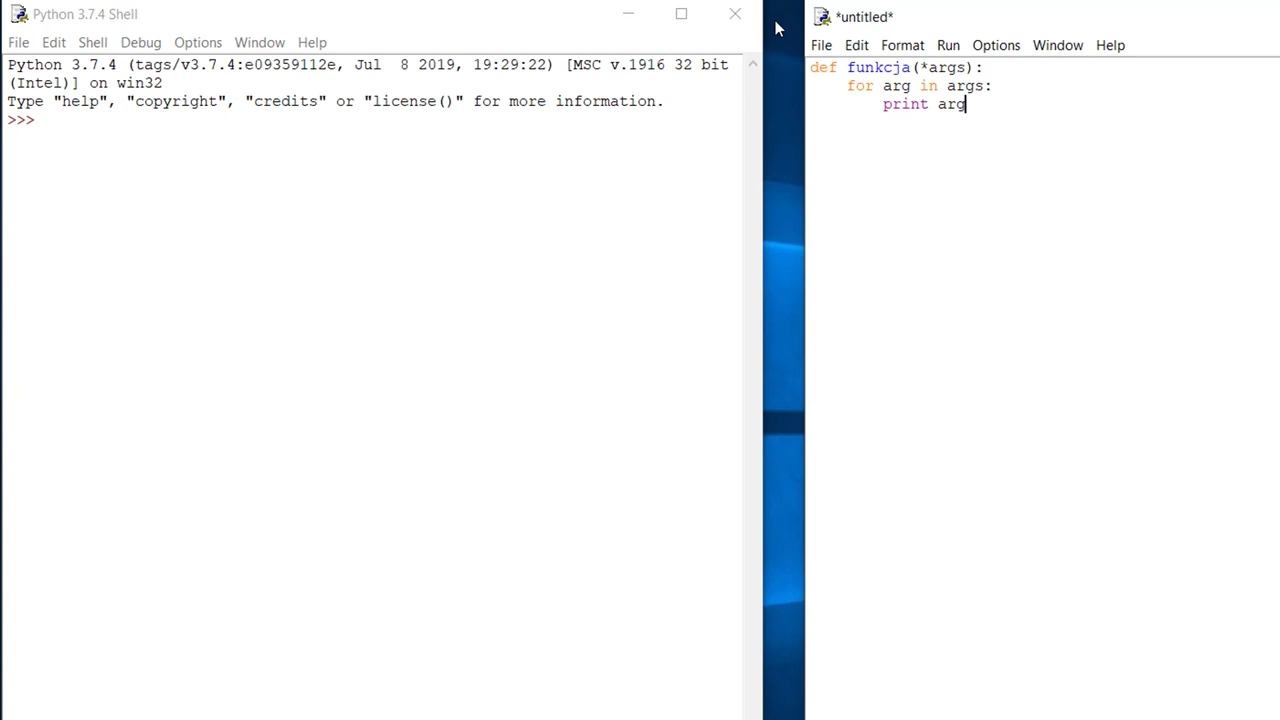 Python 3.7.4 Shell
File Edit Shell Debug Options Window Help
Python 3.7.4 (tags/v3.7.4:e09359112e, Jul  8 2019, 19:29:22) [MSC v.1916 32 bit
(Intel)] on win32
Type "help", "copyright", "credits" or "license()" for more information.
>>>
*untitled*
File Edit Format Run Options Window Help
def funkcja(*args):
    for arg in args:
        print arg